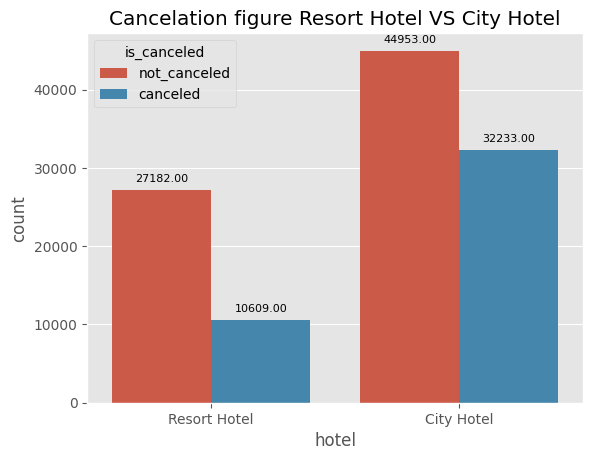 Cancelation figure Resort Hotel VS City Hotel
is_canceled
not_canceled
canceled
44953.00
32233.00
27182.00
10609.00
40000
30000
20000
10000
0
count
Resort Hotel
City Hotel
hotel